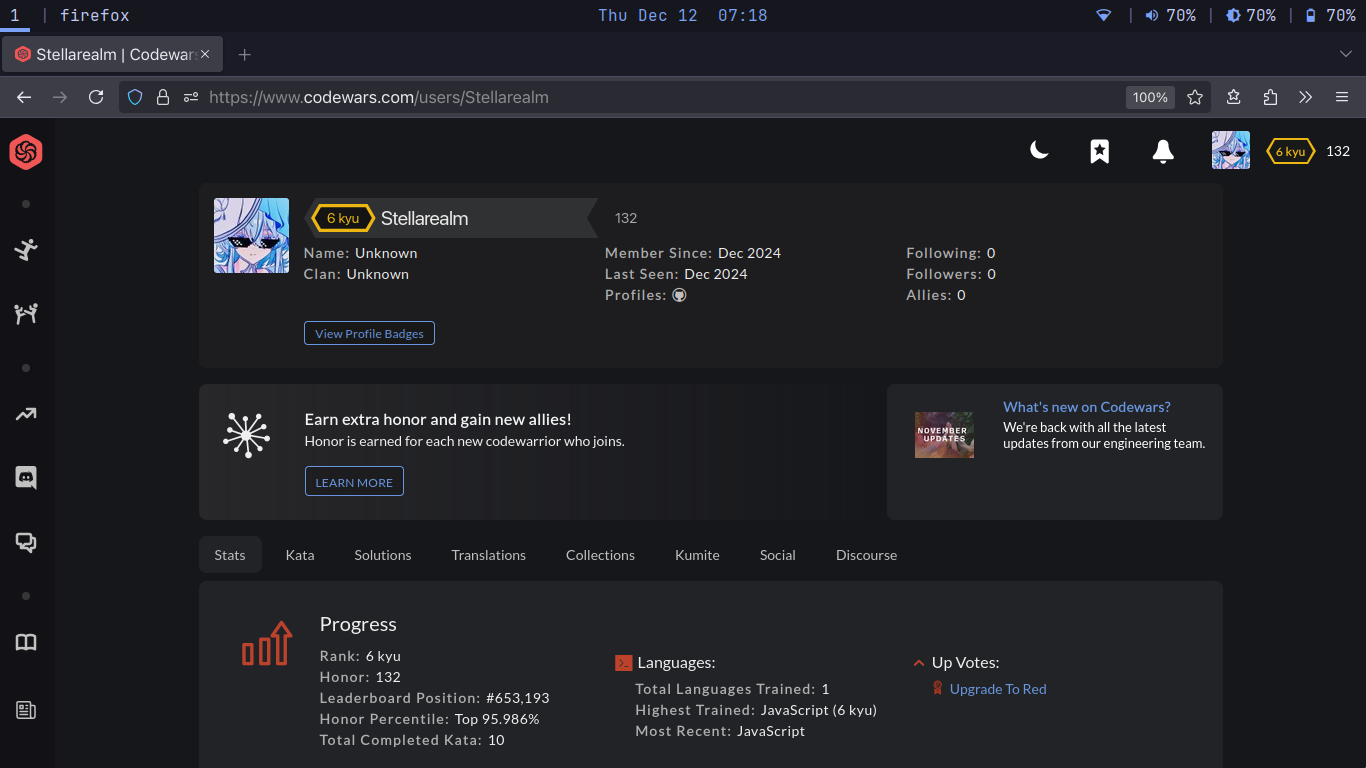 1 | firefox
Thu Dec 12 07:18
| 70% | 70% | 70%
Stellarealm | Codewars
https://www.codewars.com/users/Stellarealm
100%
6 kyu 132
6 kyu Stellarealm 132
Name: Unknown
Clan: Unknown
Member Since: Dec 2024
Last Seen: Dec 2024
Profiles:
Following: 0
Followers: 0
Allies: 0
View Profile Badges
Earn extra honor and gain new allies!
Honor is earned for each new codewarrior who joins.
LEARN MORE
NOVEMBER
UPDATES
What's new on Codewars?
We're back with all the latest
updates from our engineering team.
Stats Kata Solutions Translations Collections Kumite Social Discourse
Progress
Rank: 6 kyu
Honor: 132
Leaderboard Position: #653,193
Honor Percentile: Top 95.986%
Total Completed Kata: 10
Languages:
Total Languages Trained: 1
Highest Trained: JavaScript (6 kyu)
Most Recent: JavaScript
Up Votes:
Upgrade To Red